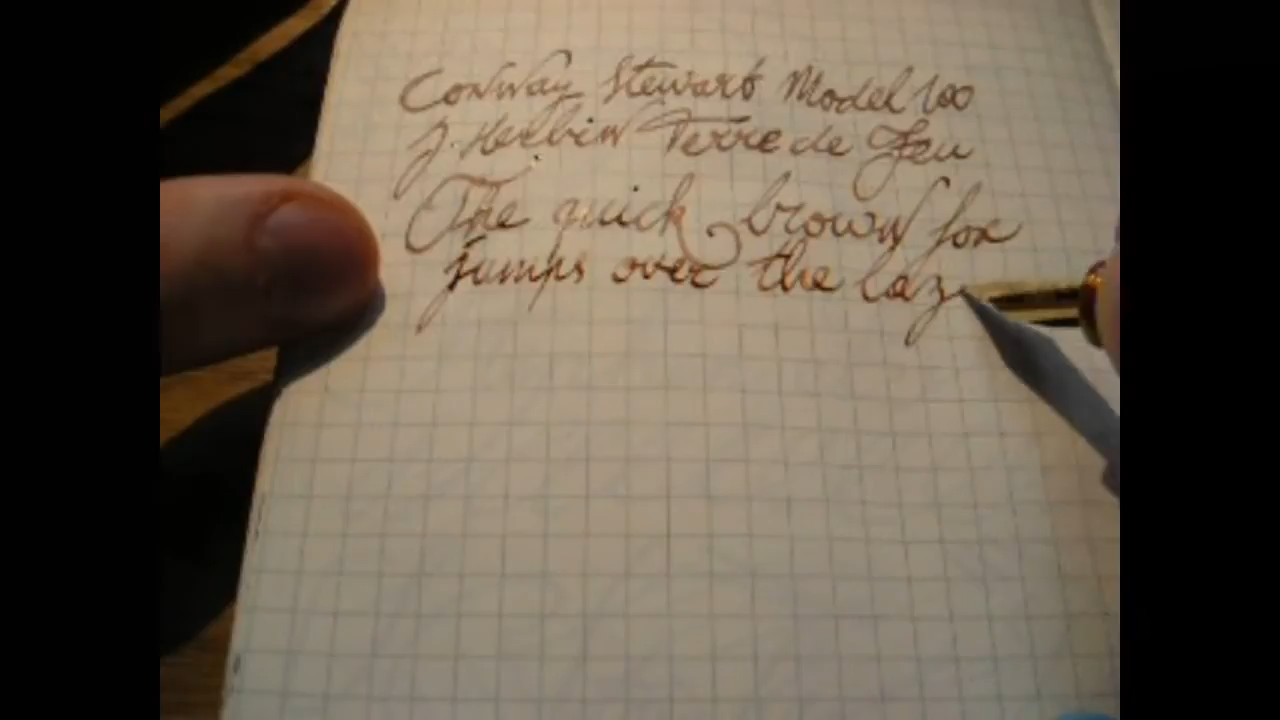 Conway Stewart Model 100
J. Herbin Terre de Feu
The quick brown fox
jumps over the laz